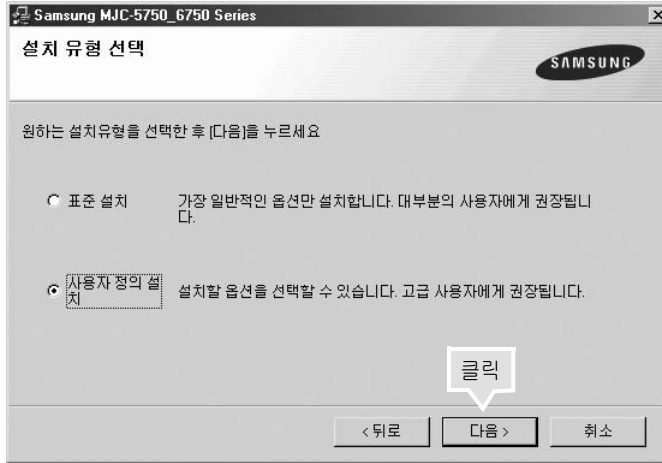 Samsung MJC-5750_6750 Series
설치 유형 선택
SAMSUNG
원하는 설치유형을 선택한 후 [다음]을 누르세요
표준 설치
가장 일반적인 옵션만 설치합니다. 대부분의 사용자에게 권장됩니
다.
사용자 정의 설
치
설치할 옵션을 선택할 수 있습니다. 고급 사용자에게 권장됩니다.
클릭
< 뒤로
다음 >
취소